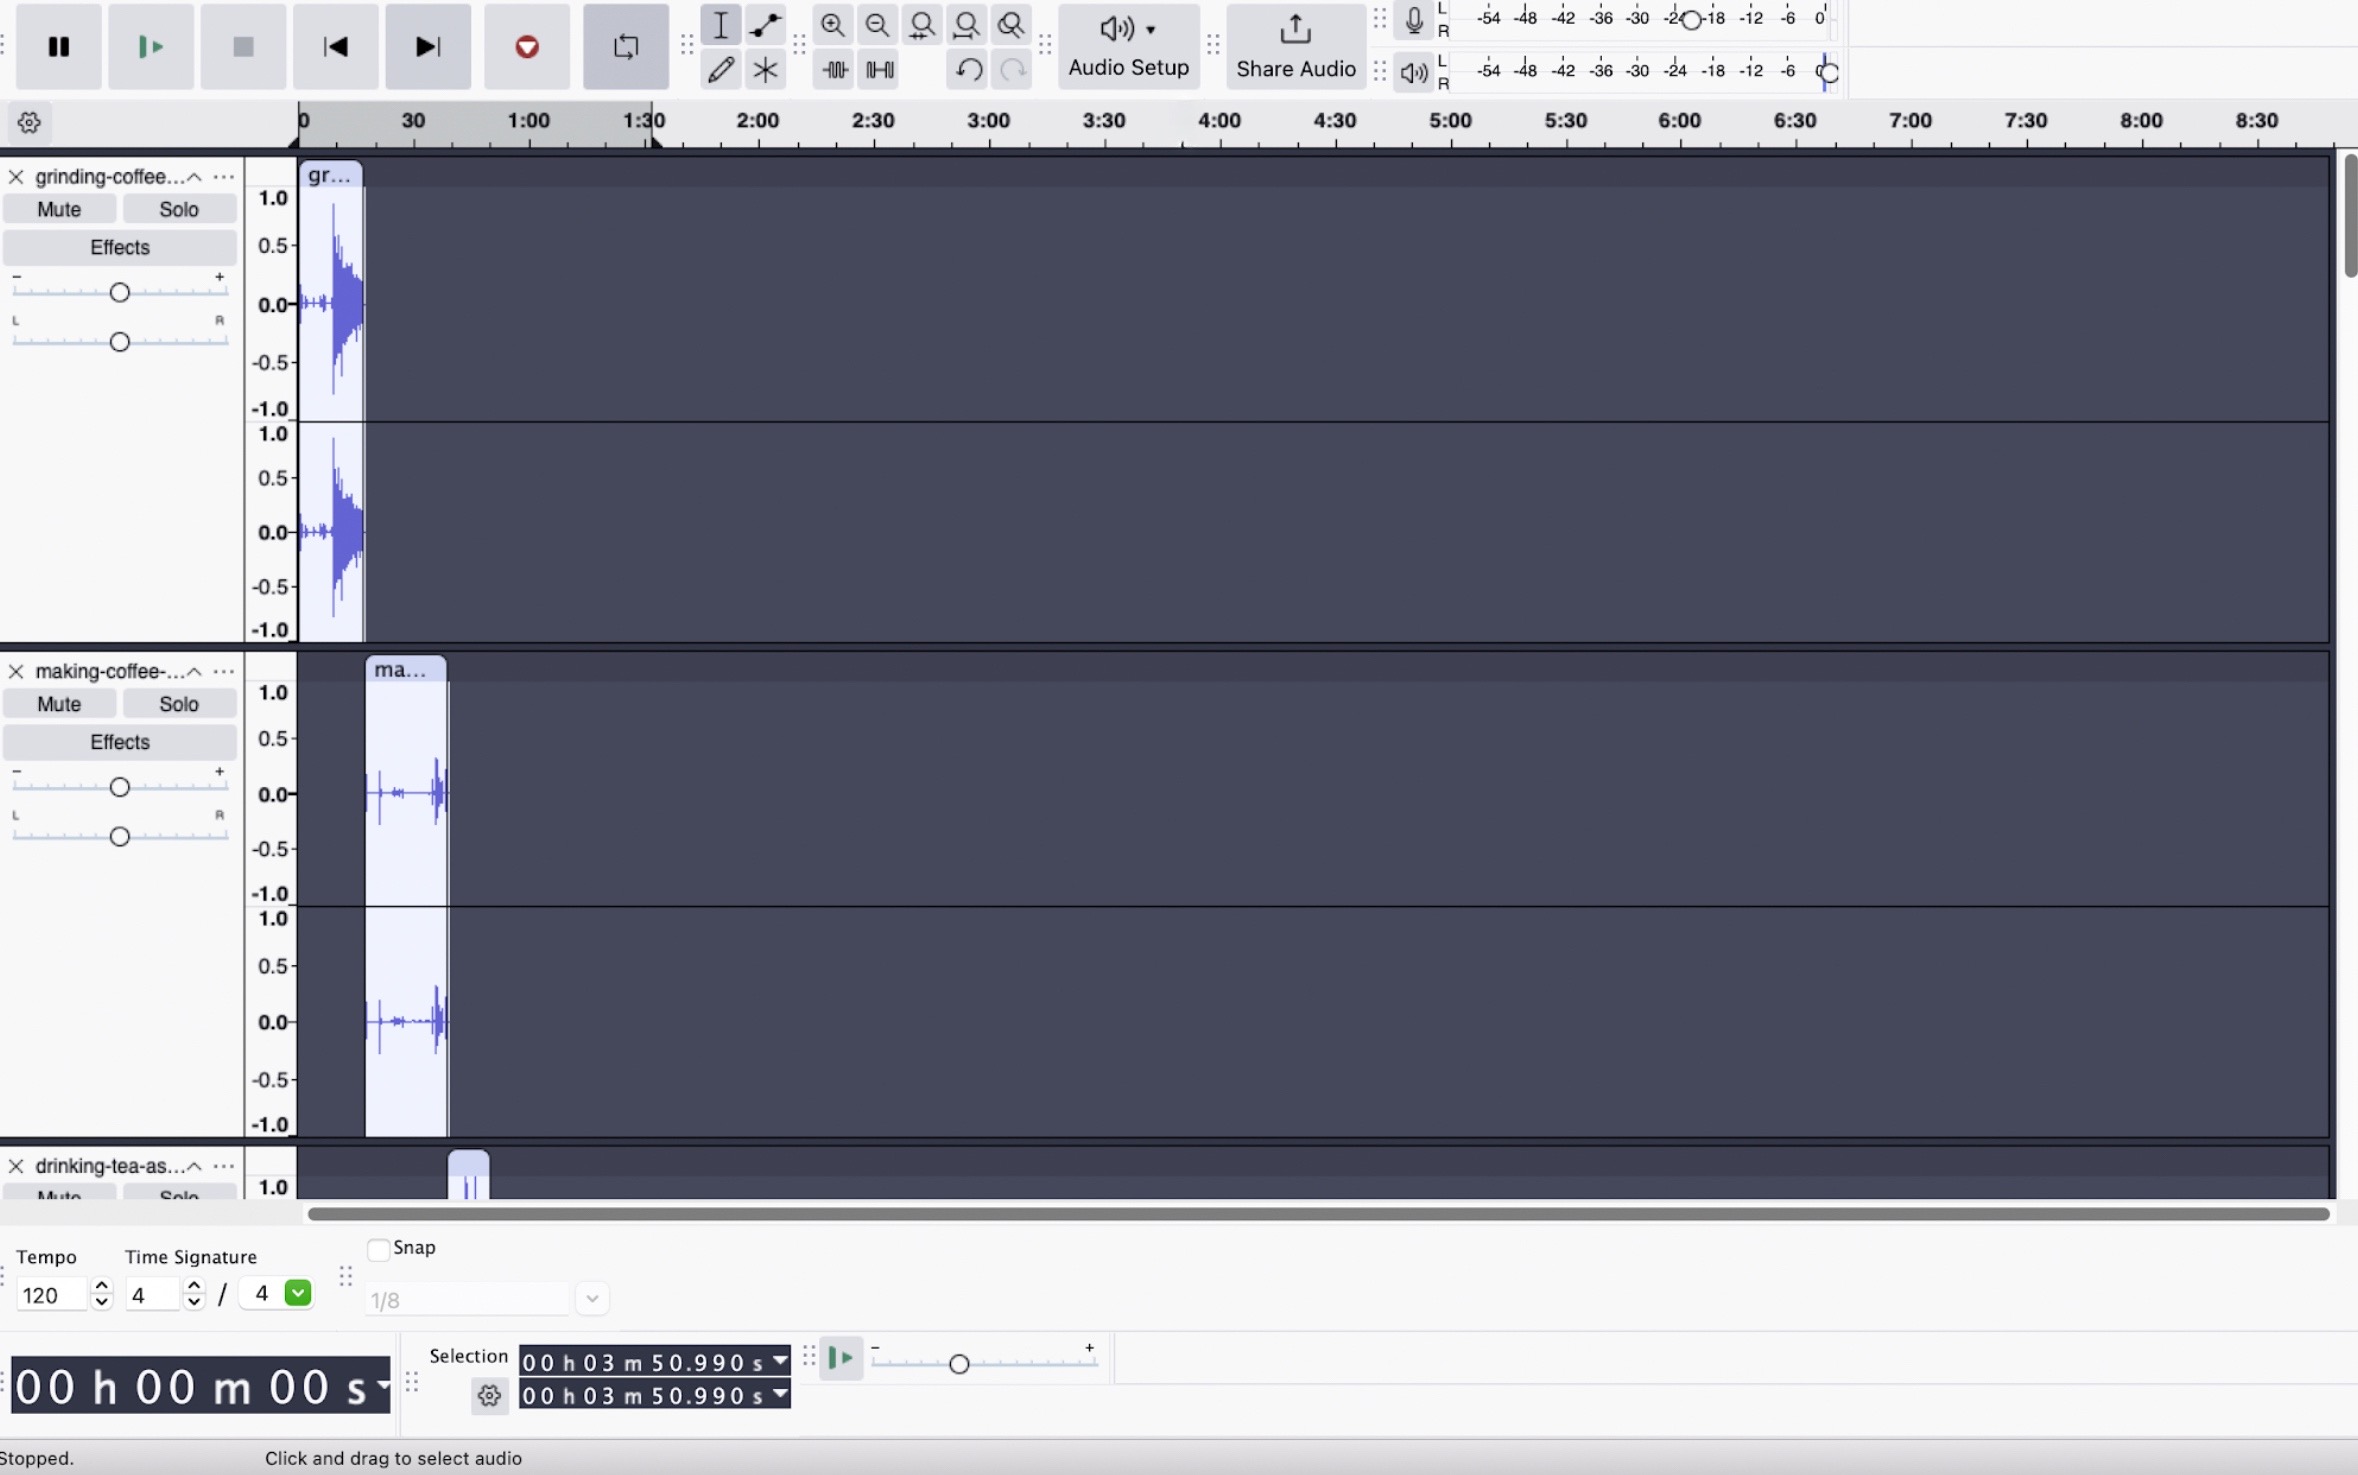 L -54 -48 -42 -36 -30 -24 -18 -12 -6 0
R
Audio Setup Share Audio
L -54 -48 -42 -36 -30 -24 -18 -12 -6 0
R
0 30 1:00 1:30 2:00 2:30 3:00 3:30 4:00 4:30 5:00 5:30 6:00 6:30 7:00 7:30 8:00 8:30
grinding-coffee... gr...
Mute Solo
Effects
- +
L R
1.0
0.5
0.0
-0.5
-1.0
1.0
0.5
0.0
-0.5
-1.0
making-coffee-... ma...
Mute Solo
Effects
- +
L R
1.0
0.5
0.0
-0.5
-1.0
1.0
0.5
0.0
-0.5
-1.0
drinking-tea-as...
Mute Solo
1.0
Tempo Time Signature Snap
120 4 / 4 1/8
Selection
00 h 03 m 50.990 s
00 h 03 m 50.990 s
- +
00 h 00 m 00 s
Stopped. Click and drag to select audio